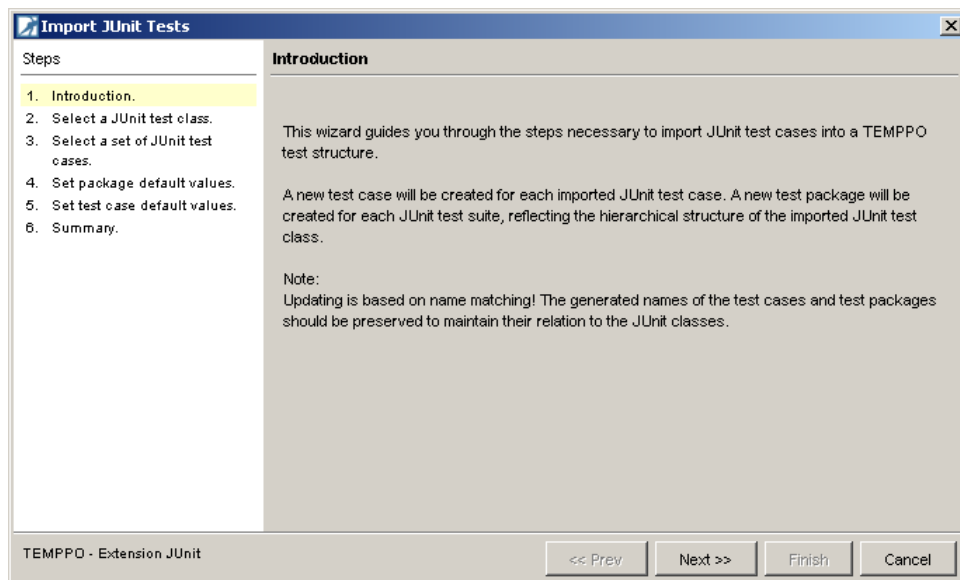 Import JUnit Tests
Steps
1. Introduction.
2. Select a JUnit test class.
3. Select a set of JUnit test
cases.
4. Set package default values.
5. Set test case default values.
6. Summary.
Introduction
This wizard guides you through the steps necessary to import JUnit test cases into a TEMPPO
test structure.
A new test case will be created for each imported JUnit test case. A new test package will be
created for each JUnit test suite, reflecting the hierarchical structure of the imported JUnit test
class.
Note:
Updating is based on name matching! The generated names of the test cases and test packages
should be preserved to maintain their relation to the JUnit classes.
TEMPPO - Extension JUnit
<< Prev
Next >>
Finish
Cancel